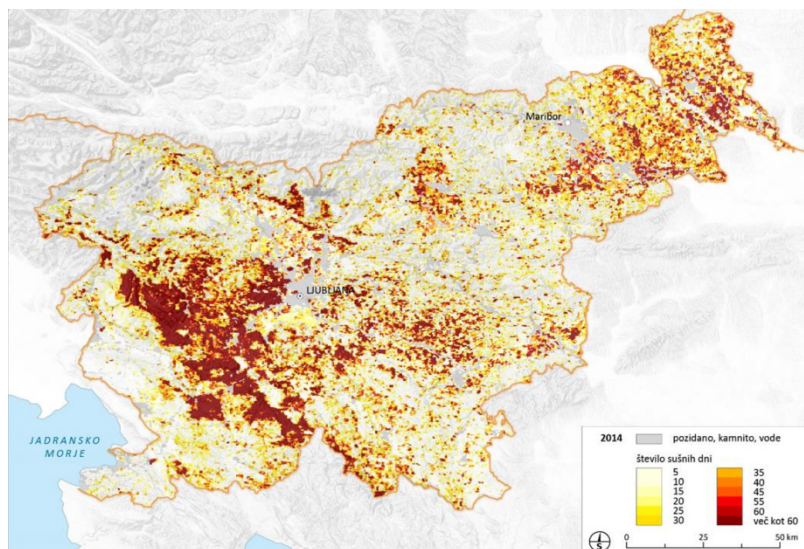 Maribor
LJUBLJANA
JADRANSKO
MORJE
2014
pozidano, kamnito, vode
število sušnih dni
5
10
15
20
25
30
35
40
45
55
60
več kot 60
S
0 25 50 km